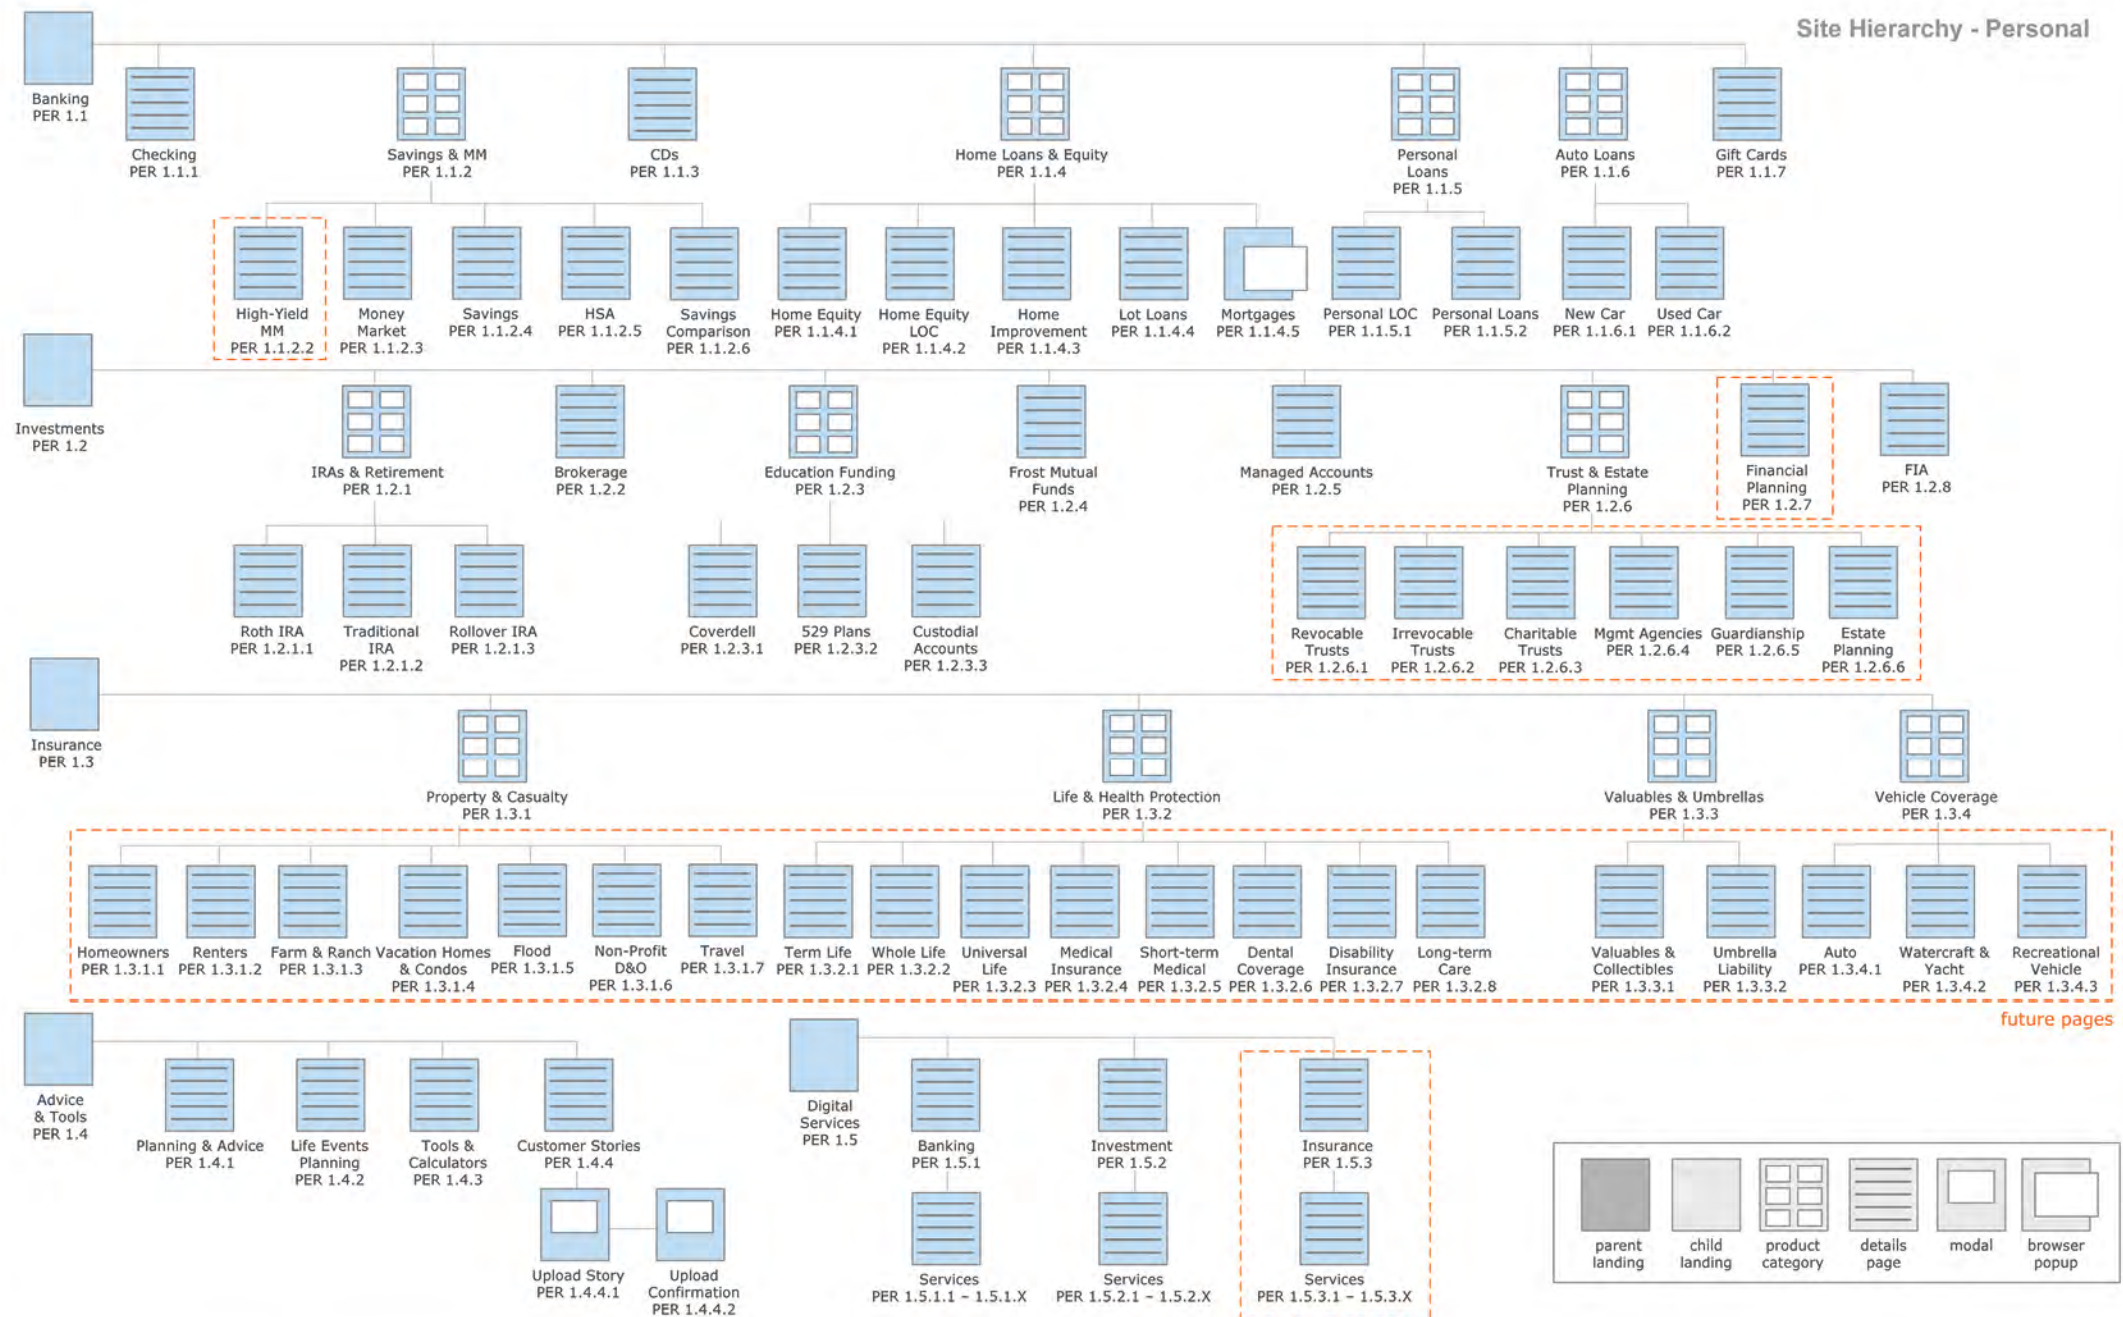 Site Hierarchy - Personal
Banking
PER 1.1
Checking
PER 1.1.1
Savings & MM
PER 1.1.2
CDs
PER 1.1.3
Home Loans & Equity
PER 1.1.4
Personal
Loans
PER 1.1.5
Auto Loans
PER 1.1.6
Gift Cards
PER 1.1.7
High-Yield
MM
PER 1.1.2.2
Money
Market
PER 1.1.2.3
Savings
PER 1.1.2.4
HSA
PER 1.1.2.5
Savings
Comparison
PER 1.1.2.6
Home Equity
PER 1.1.4.1
Home Equity
LOC
PER 1.1.4.2
Home
Improvement
PER 1.1.4.3
Lot Loans
PER 1.1.4.4
Mortgages
PER 1.1.4.5
Personal LOC
PER 1.1.5.1
Personal Loans
PER 1.1.5.2
New Car
PER 1.1.6.1
Used Car
PER 1.1.6.2
Investments
PER 1.2
IRAs & Retirement
PER 1.2.1
Brokerage
PER 1.2.2
Education Funding
PER 1.2.3
Frost Mutual
Funds
PER 1.2.4
Managed Accounts
PER 1.2.5
Trust & Estate
Planning
PER 1.2.6
Financial
Planning
PER 1.2.7
FIA
PER 1.2.8
Roth IRA
PER 1.2.1.1
Traditional
IRA
PER 1.2.1.2
Rollover IRA
PER 1.2.1.3
Coverdell
PER 1.2.3.1
529 Plans
PER 1.2.3.2
Custodial
Accounts
PER 1.2.3.3
Revocable
Trusts
PER 1.2.6.1
Irrevocable
Trusts
PER 1.2.6.2
Charitable
Trusts
PER 1.2.6.3
Mgmt Agencies
PER 1.2.6.4
Guardianship
PER 1.2.6.5
Estate
Planning
PER 1.2.6.6
Insurance
PER 1.3
Property & Casualty
PER 1.3.1
Life & Health Protection
PER 1.3.2
Valuables & Umbrellas
PER 1.3.3
Vehicle Coverage
PER 1.3.4
Homeowners
PER 1.3.1.1
Renters
PER 1.3.1.2
Farm & Ranch
PER 1.3.1.3
Vacation Homes
& Condos
PER 1.3.1.4
Flood
PER 1.3.1.5
Non-Profit
D&O
PER 1.3.1.6
Travel
PER 1.3.1.7
Term Life
PER 1.3.2.1
Whole Life
PER 1.3.2.2
Universal
Life
PER 1.3.2.3
Medical
Insurance
PER 1.3.2.4
Short-term
Medical
PER 1.3.2.5
Dental
Coverage
PER 1.3.2.6
Disability
Insurance
PER 1.3.2.7
Long-term
Care
PER 1.3.2.8
Valuables &
Collectibles
PER 1.3.3.1
Umbrella
Liability
PER 1.3.3.2
Auto
PER 1.3.4.1
Watercraft &
Yacht
PER 1.3.4.2
Recreational
Vehicle
PER 1.3.4.3
future pages
Advice
& Tools
PER 1.4
Planning & Advice
PER 1.4.1
Life Events
Planning
PER 1.4.2
Tools &
Calculators
PER 1.4.3
Customer Stories
PER 1.4.4
Upload Story
PER 1.4.4.1
Upload
Confirmation
PER 1.4.4.2
Digital
Services
PER 1.5
Banking
PER 1.5.1
Investment
PER 1.5.2
Insurance
PER 1.5.3
Services
PER 1.5.1.1 – 1.5.1.X
Services
PER 1.5.2.1 – 1.5.2.X
Services
PER 1.5.3.1 – 1.5.3.X
parent
landing
child
landing
product
category
details
page
modal
browser
popup